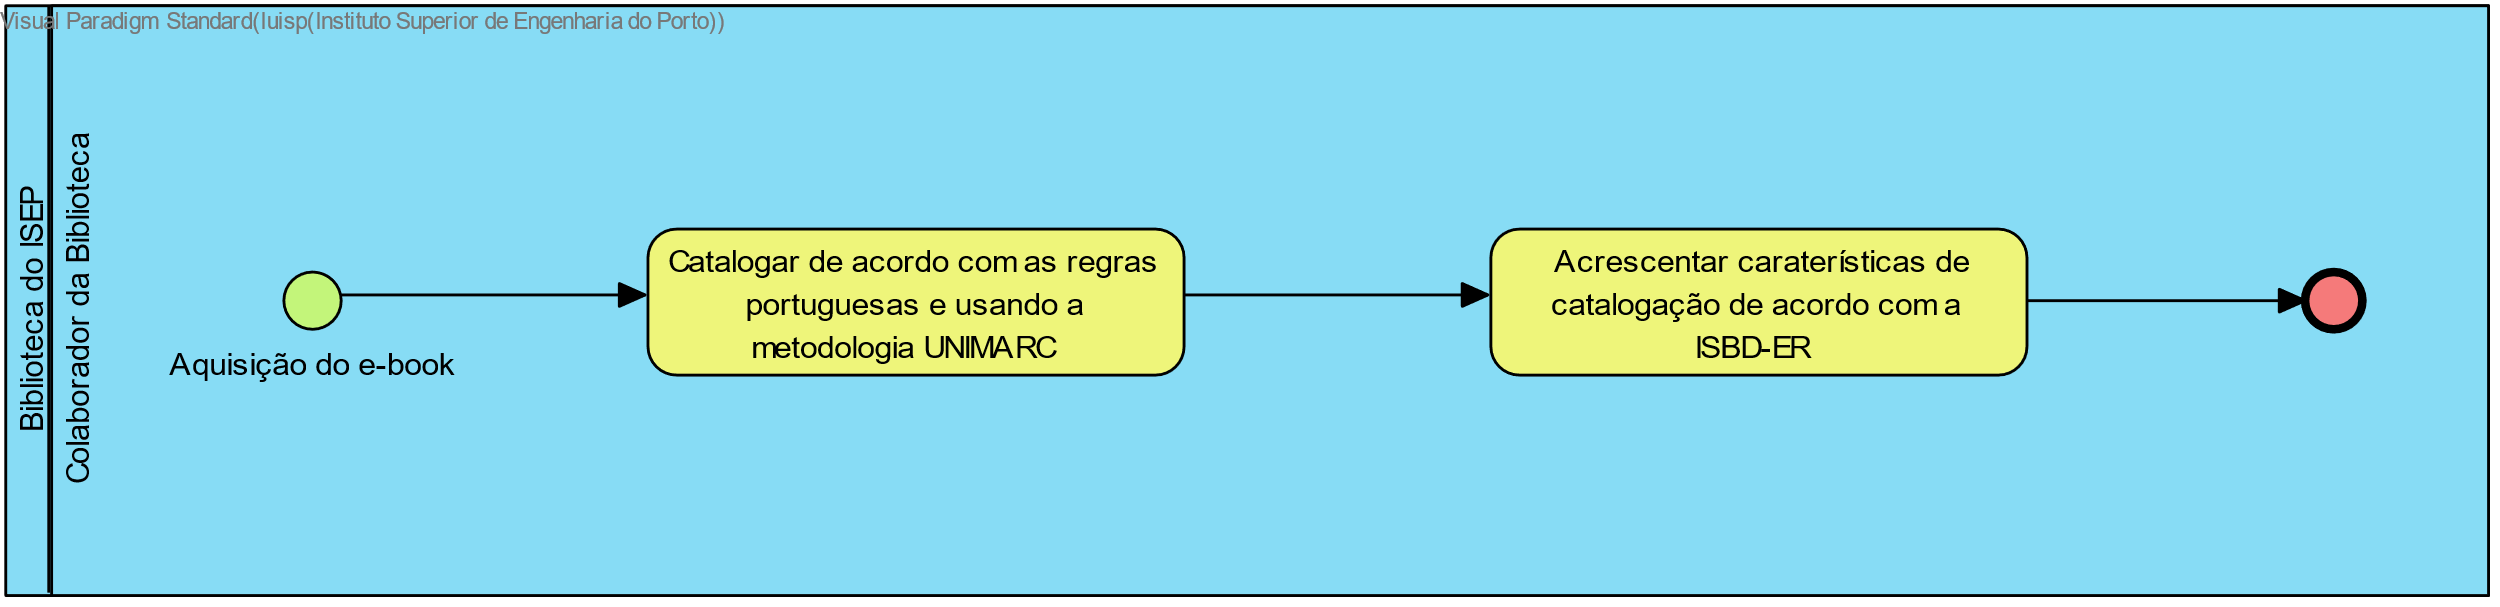 Visual Paradigm Standard(luisp(Instituto Superior de Engenharia do Porto))
Biblioteca do ISEP
Colaborador da Biblioteca
Aquisição do e-book
Catalogar de acordo com as regras
portuguesas e usando a
metodologia UNIMARC
Acrescentar caraterísticas de
catalogação de acordo com a
ISBD-ER